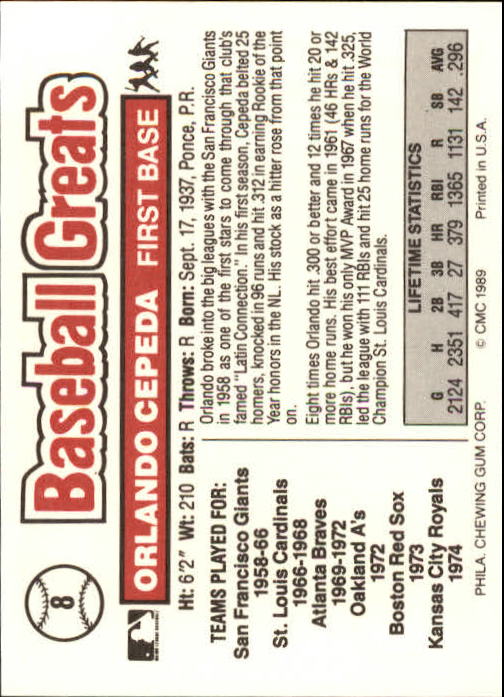 8
Baseball Greats
ORLANDO CEPEDA FIRST BASE
MAJOR LEAGUE BASEBALL
Ht: 6'2" Wt: 210 Bats: R Throws: R Born: Sept. 17, 1937, Ponce, P.R.
TEAMS PLAYED FOR:
San Francisco Giants
1958-66
St. Louis Cardinals
1966-1968
Atlanta Braves
1969-1972
Oakland A's
1972
Boston Red Sox
1973
Kansas City Royals
1974
Orlando broke into the big leagues with the San Francisco Giants
in 1958 as one of the first stars to come through that club's
famed "Latin Connection." In his first season, Cepeda belted 25
homers, knocked in 96 runs and hit .312 in earning Rookie of the
Year honors in the NL. His stock as a hitter rose from that point
on.
Eight times Orlando hit .300 or better and 12 times he hit 20 or
more home runs. His best effort came in 1961 (46 HRs & 142
RBIs), but he won his only MVP Award in 1967 when he hit .325,
led the league with 111 RBIs and hit 25 home runs for the World
Champion St. Louis Cardinals.
LIFETIME STATISTICS
G H 2B 3B HR RBI R SB AVG
2124 2351 417 27 379 1365 1131 142 .296
PHILA. CHEWING GUM CORP. © CMC 1989 Printed in U.S.A.